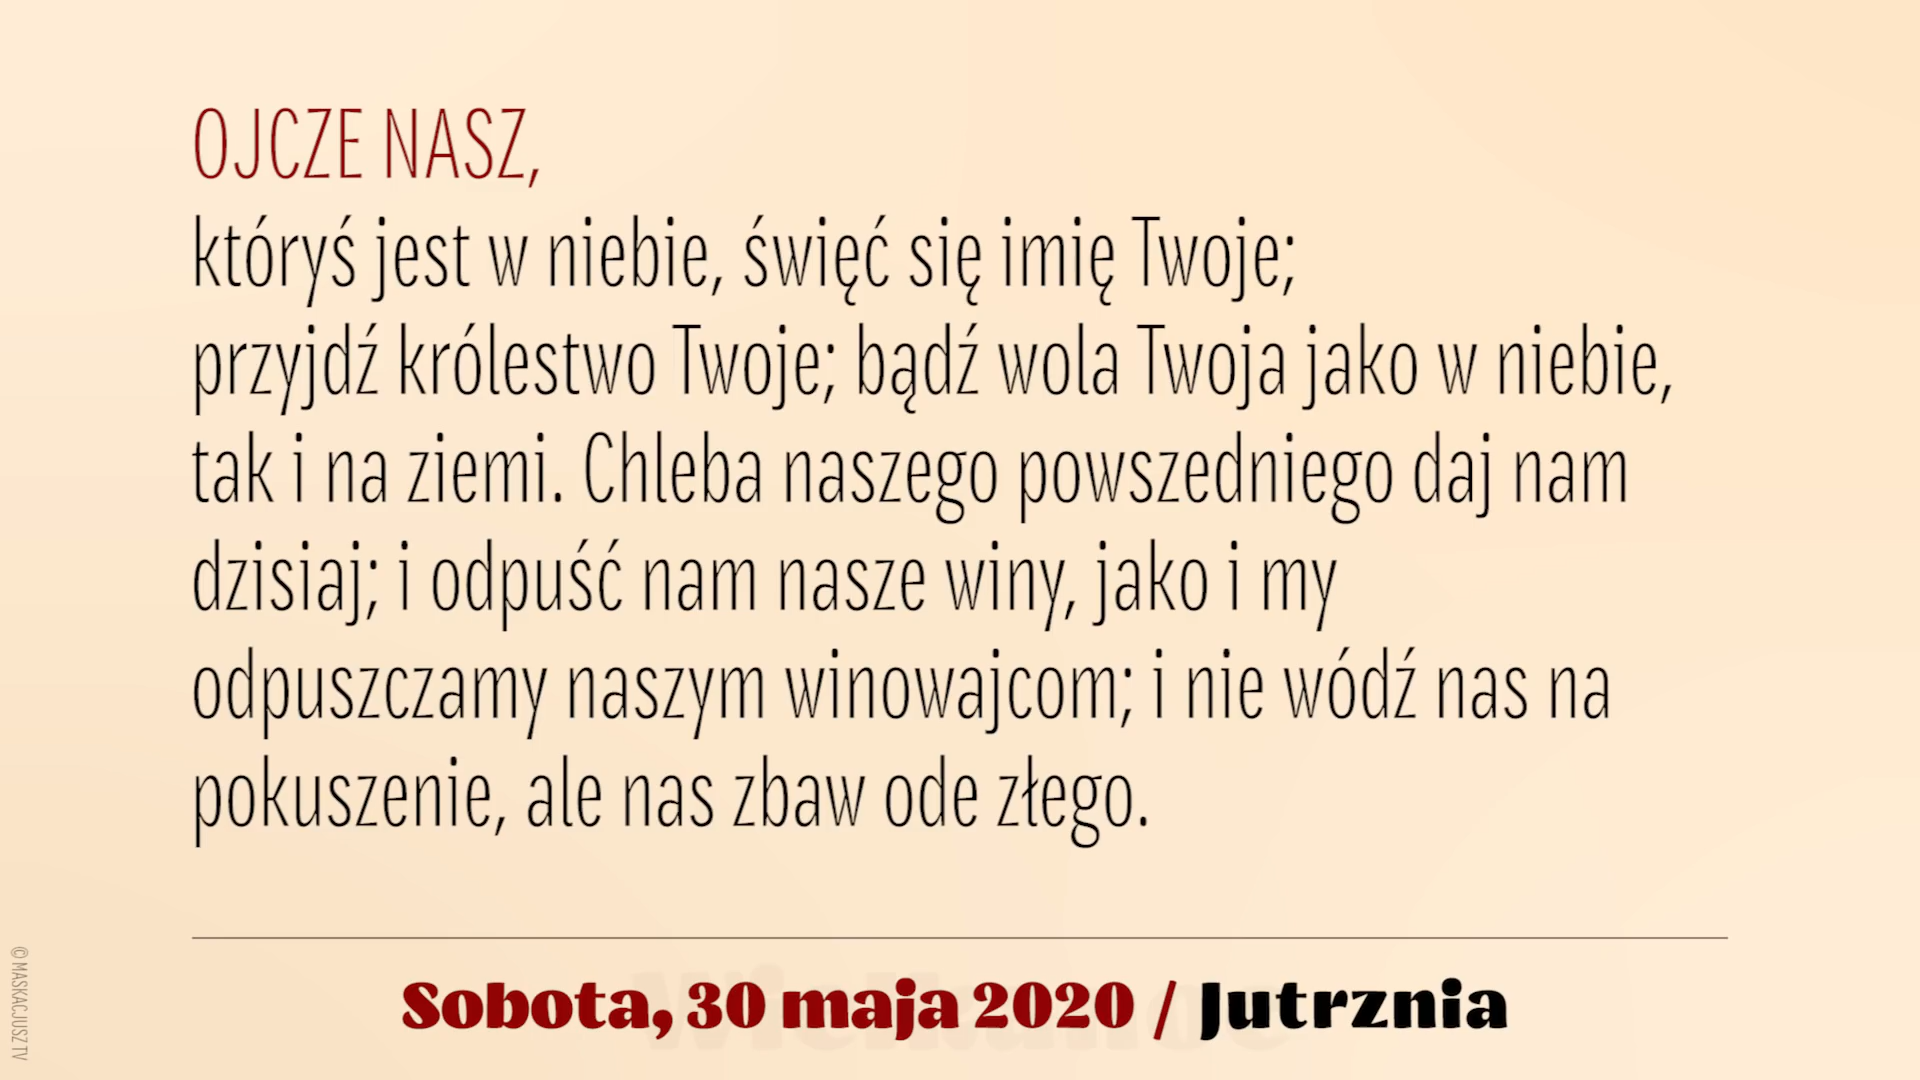 OJCZE NASZ,
któryś jest w niebie, święć się imię Twoje;
przyjdź królestwo Twoje; bądź wola Twoja jako w niebie,
tak i na ziemi. Chleba naszego powszedniego daj nam
dzisiaj; i odpuść nam nasze winy, jako i my
odpuszczamy naszym winowajcom; i nie wódź nas na
pokuszenie, ale nas zbaw ode złego.
Sobota, 30 maja 2020 / Jutrznia
© MASKACJUSZ TV